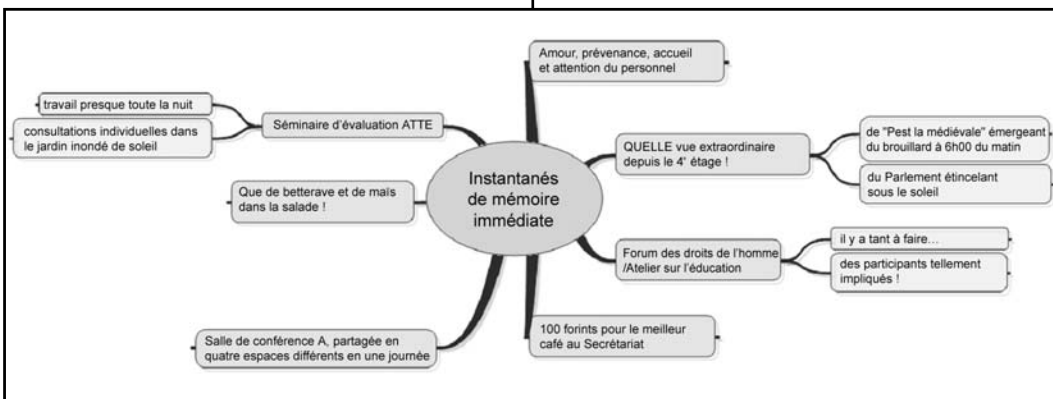 Amour, prévenance, accueil
et attention du personnel
travail presque toute la nuit
consultations individuelles dans
le jardin inondé de soleil
Séminaire d'évaluation ATTE
QUELLE vue extraordinaire
depuis le 4' étage !
de "Pest la médiévale" émergeant
du brouillard à 6h00 du matin
du Parlement étincelant
sous le soleil
Instantanés
de mémoire
immédiate
Que de betterave et de maïs
dans la salade !
Forum des droits de l'homme
/Atelier sur l'éducation
il y a tant à faire…
des participants tellement
impliqués !
Salle de conférence A, partagée en
quatre espaces différents en une journée
100 forints pour le meilleur
café au Secrétariat